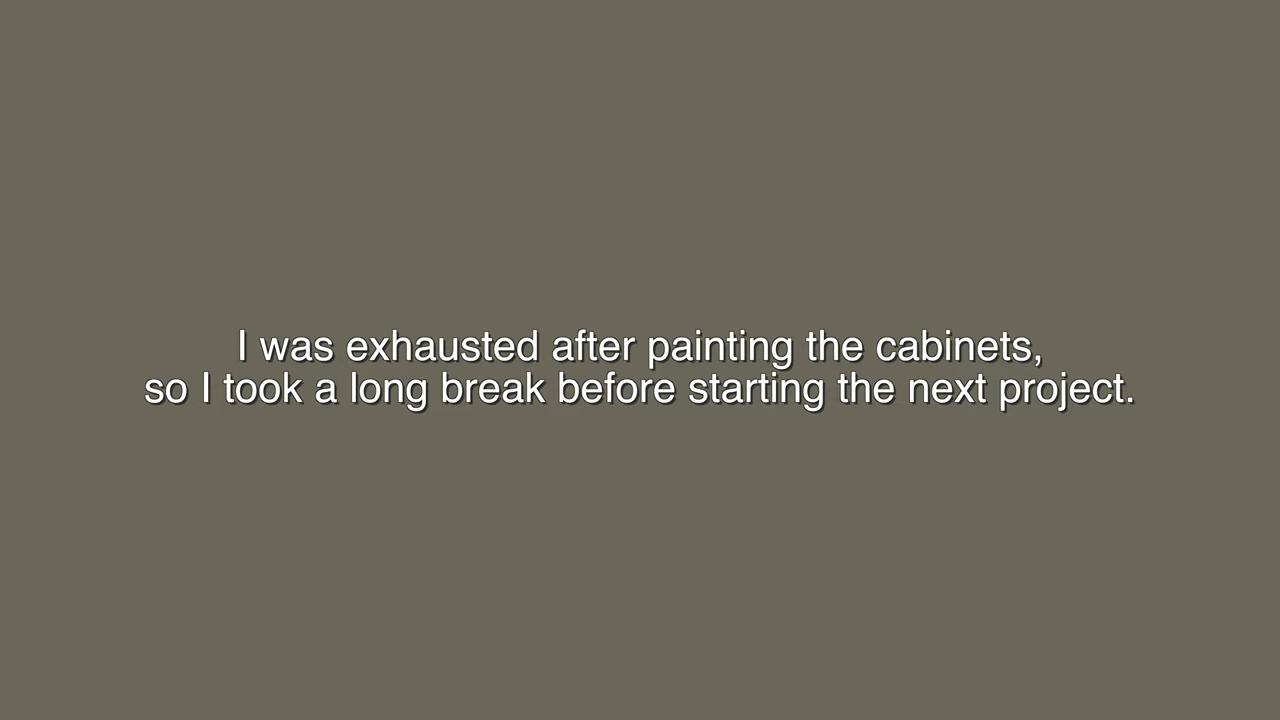 I was exhausted after painting the cabinets,
so I took a long break before starting the next project.